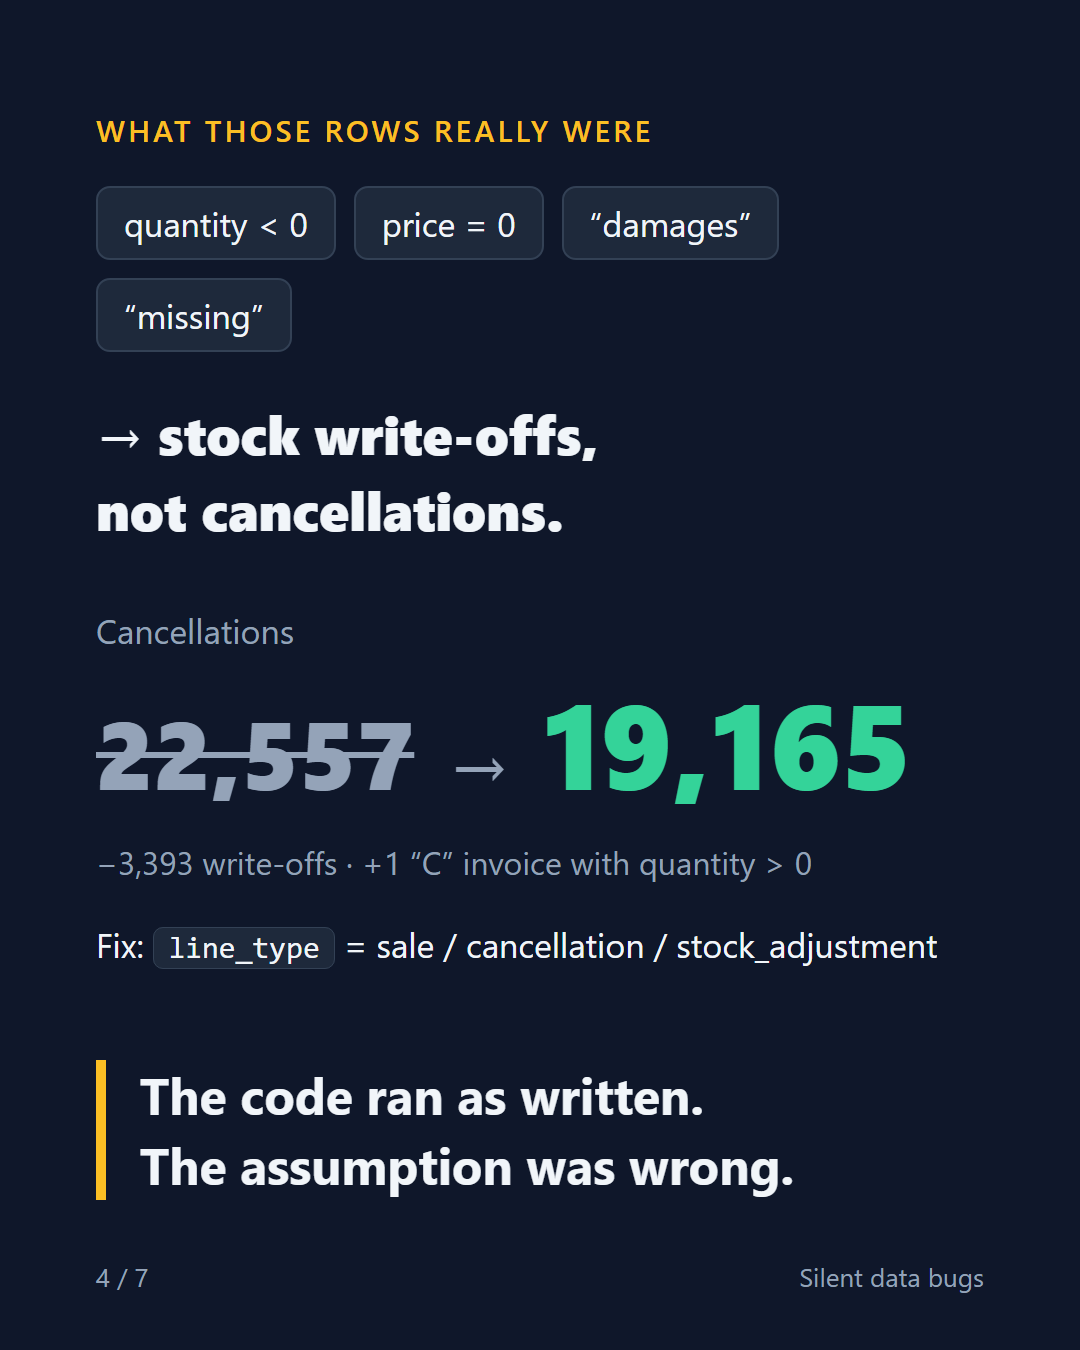 WHAT THOSE ROWS REALLY WERE
quantity < 0 price = 0 “damages”
“missing”
→ stock write-offs,
not cancellations.
Cancellations
22,557 → 19,165
−3,393 write-offs · +1 “C” invoice with quantity > 0
Fix: line_type = sale / cancellation / stock_adjustment
The code ran as written.
The assumption was wrong.
4 / 7 Silent data bugs